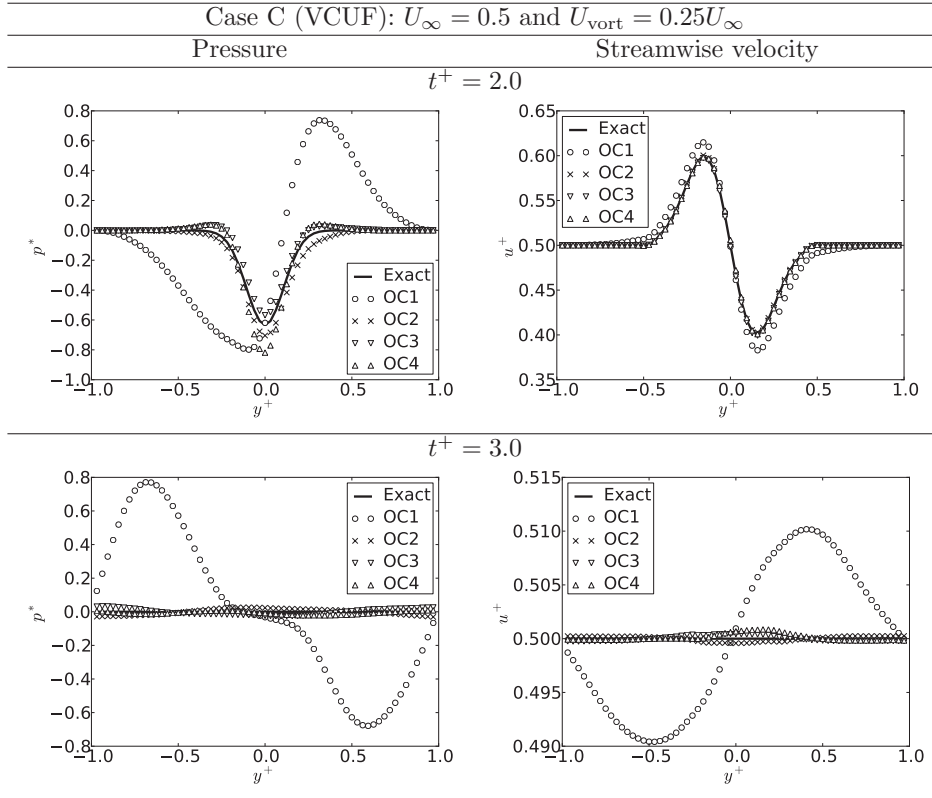 Case C (VCUF): U∞ = 0.5 and Uvort = 0.25U∞
Pressure Streamwise velocity
t+ = 2.0
0.8
0.6
0.4
0.2
0.0
−0.2
−0.4
−0.6
−0.8
−1.0
p*
−1.0 −0.5 0.0 0.5 1.0
y+
Exact
OC1
OC2
OC3
OC4
0.65
0.60
0.55
0.50
0.45
0.40
0.35
u+
−1.0 −0.5 0.0 0.5 1.0
y+
Exact
OC1
OC2
OC3
OC4
t+ = 3.0
0.8
0.6
0.4
0.2
0.0
−0.2
−0.4
−0.6
−0.8
p*
−1.0 −0.5 0.0 0.5 1.0
y+
Exact
OC1
OC2
OC3
OC4
0.515
0.510
0.505
0.500
0.495
0.490
u+
−1.0 −0.5 0.0 0.5 1.0
y+
Exact
OC1
OC2
OC3
OC4